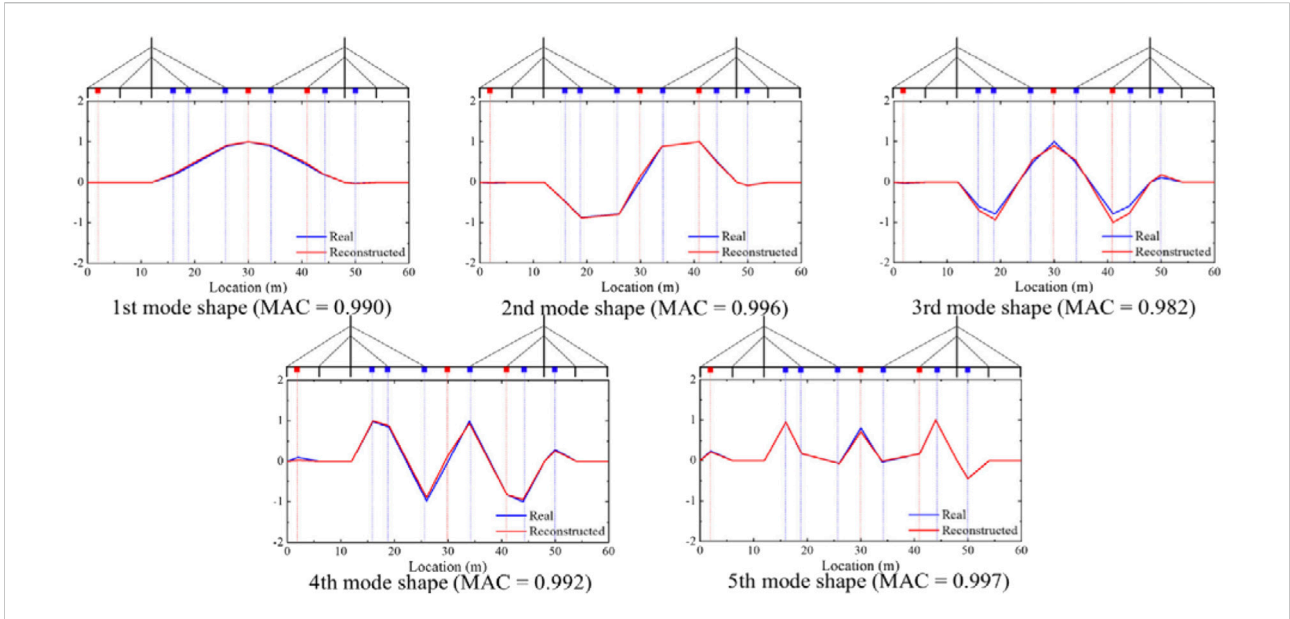 2
1
0
-1
-2
Real
Reconstructed
0 10 20 30 40 50 60
Location (m)
1st mode shape (MAC = 0.990)
2
1
0
-1
-2
Real
Reconstructed
0 10 20 30 40 50 60
Location (m)
2nd mode shape (MAC = 0.996)
2
1
0
-1
-2
Real
Reconstructed
0 10 20 30 40 50 60
Location (m)
3rd mode shape (MAC = 0.982)
2
1
0
-1
-2
Real
Reconstructed
0 10 20 30 40 50 60
Location (m)
4th mode shape (MAC = 0.992)
2
1
0
-1
-2
Real
Reconstructed
0 10 20 30 40 50 60
Location (m)
5th mode shape (MAC = 0.997)